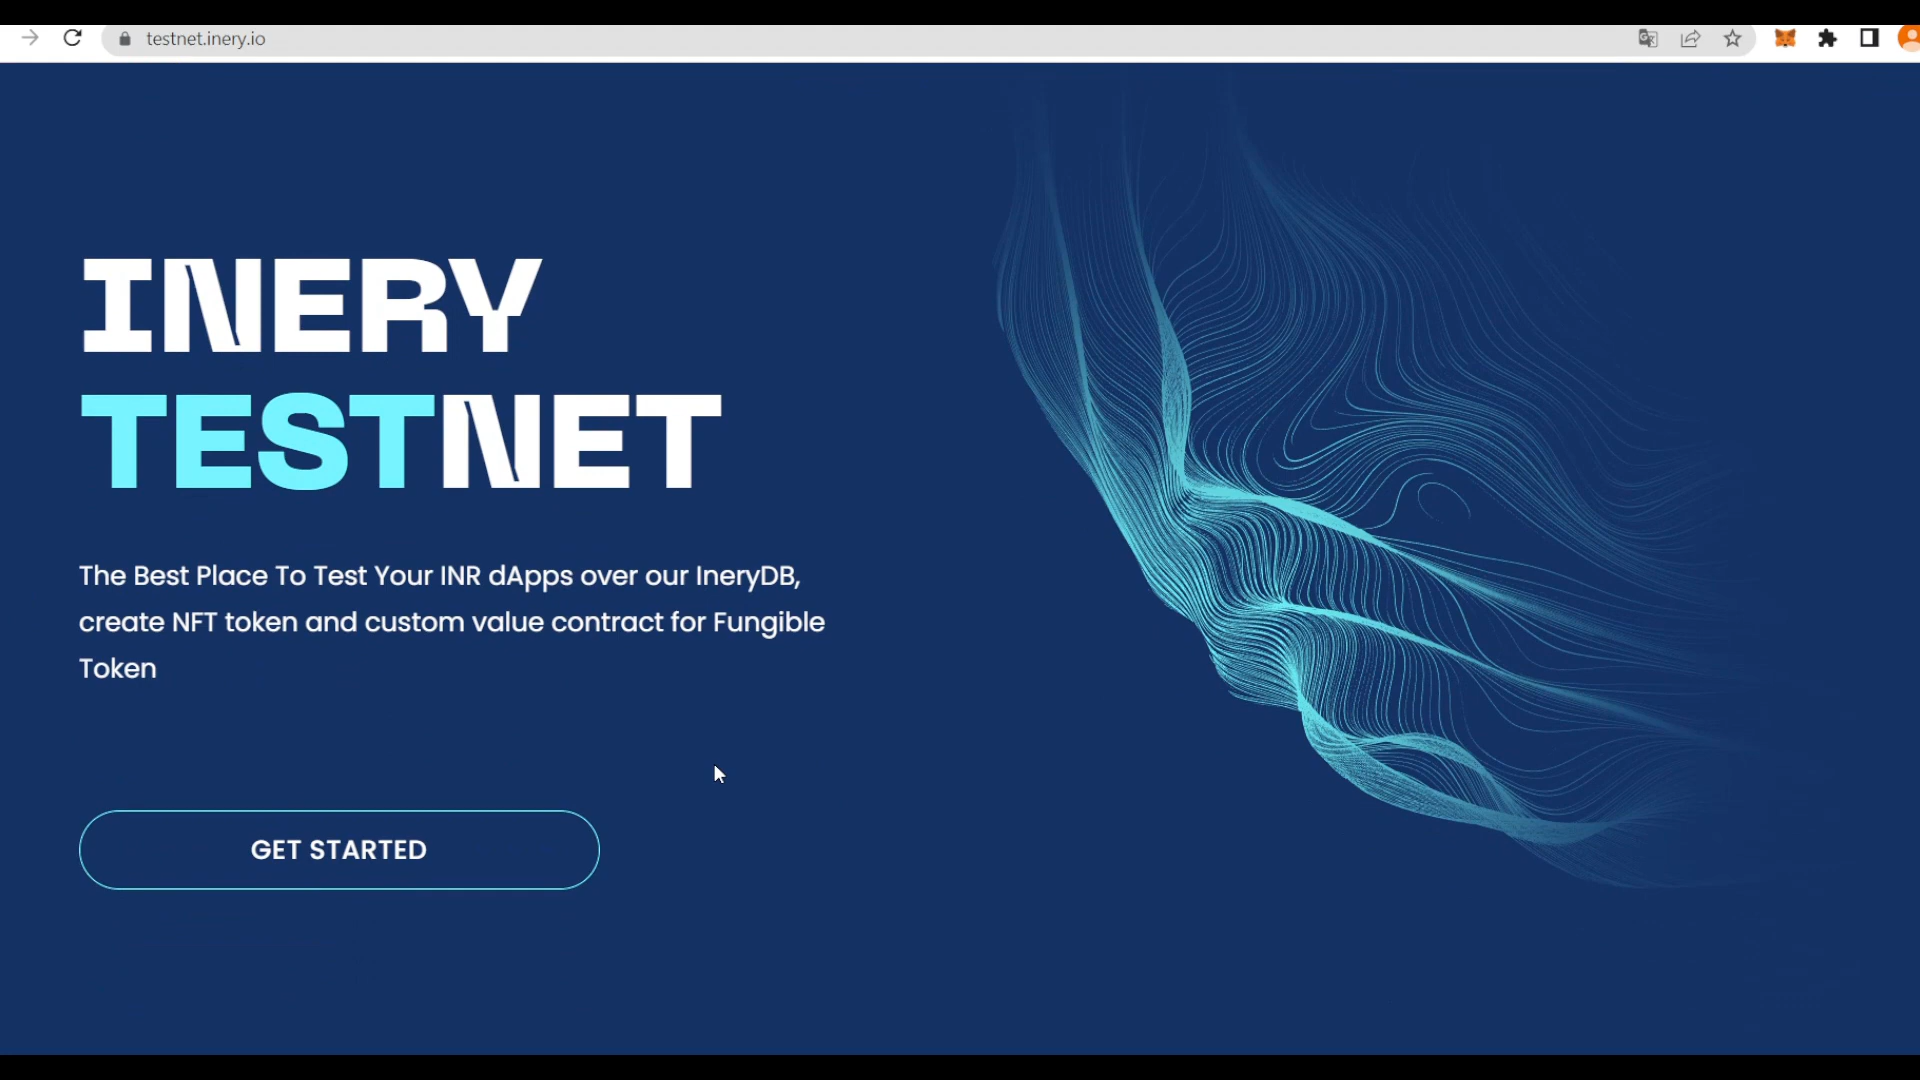 testnet.inery.io
INERY
TESTNET
The Best Place To Test Your INR dApps over our IneryDB,
create NFT token and custom value contract for Fungible
Token
GET STARTED